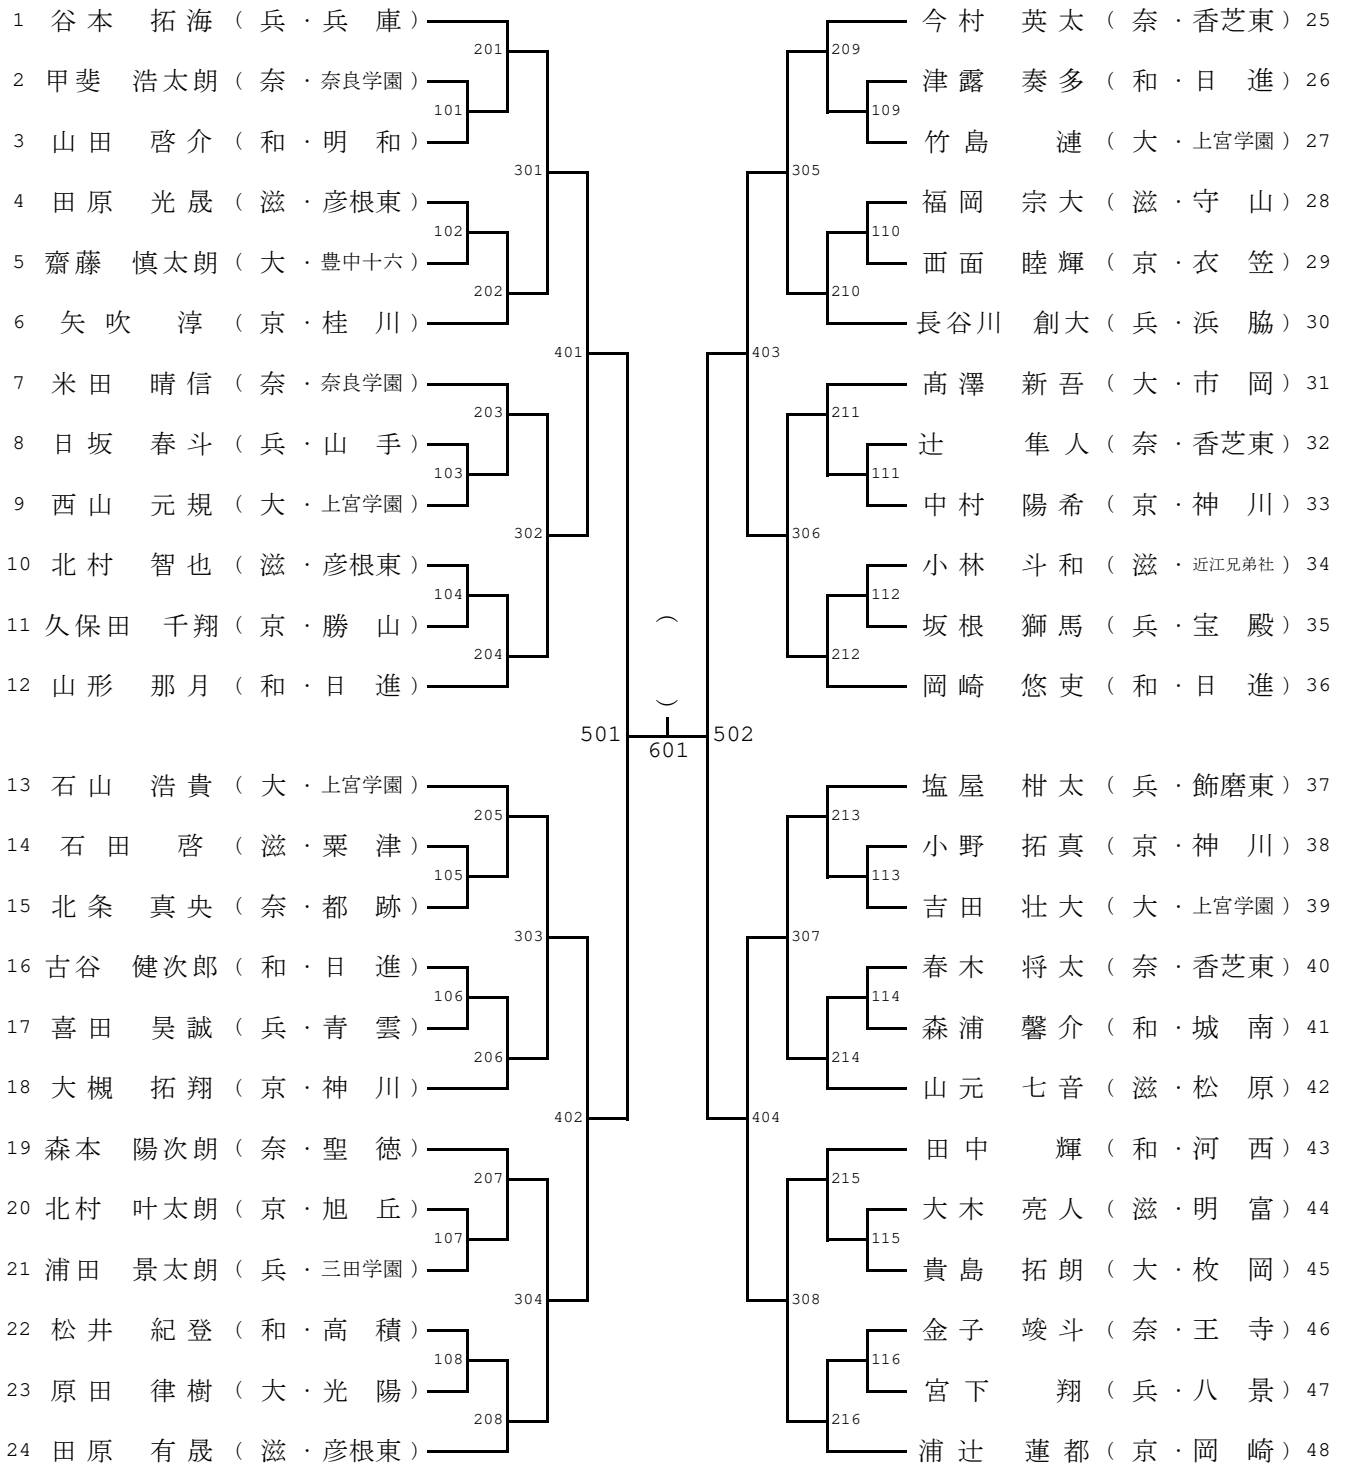 1 谷本 拓海 ( 兵 ・ 兵 庫 )
201
2 甲斐 浩太朗 ( 奈 ・ 奈良学園 )
101
3 山田 啓介 ( 和 ・ 明 和 )
301
4 田原 光晟 ( 滋 ・ 彦根東 )
102
5 齋藤 慎太朗 ( 大 ・ 豊中十六 )
202
6 矢吹 淳 ( 京 ・ 桂 川 )
401
7 米田 晴信 ( 奈 ・ 奈良学園 )
203
8 日坂 春斗 ( 兵 ・ 山 手 )
103
9 西山 元規 ( 大 ・ 上宮学園 )
302
10 北村 智也 ( 滋 ・ 彦根東 )
104
11 久保田 千翔 ( 京 ・ 勝 山 )
204
12 山形 那月 ( 和 ・ 日 進 )
501
13 石山 浩貴 ( 大 ・ 上宮学園 )
205
14 石田 啓 ( 滋 ・ 粟 津 )
105
15 北条 真央 ( 奈 ・ 都 跡 )
303
16 古谷 健次郎 ( 和 ・ 日 進 )
106
17 喜田 昊誠 ( 兵 ・ 青 雲 )
206
18 大槻 拓翔 ( 京 ・ 神 川 )
402
19 森本 陽次朗 ( 奈 ・ 聖 徳 )
207
20 北村 叶太朗 ( 京 ・ 旭 丘 )
107
21 浦田 景太朗 ( 兵 ・ 三田学園 )
304
22 松井 紀登 ( 和 ・ 高 積 )
108
23 原田 律樹 ( 大 ・ 光 陽 )
208
24 田原 有晟 ( 滋 ・ 彦根東 )
(
)
601
今村 英太 ( 奈 ・ 香芝東 ) 25
209
津露 奏多 ( 和 ・ 日 進 ) 26
109
竹島 漣 ( 大 ・ 上宮学園 ) 27
305
福岡 宗大 ( 滋 ・ 守 山 ) 28
110
西面 睦輝 ( 京 ・ 衣 笠 ) 29
210
長谷川 創大 ( 兵 ・ 浜 脇 ) 30
403
髙澤 新吾 ( 大 ・ 市 岡 ) 31
211
辻 隼人 ( 奈 ・ 香芝東 ) 32
111
中村 陽希 ( 京 ・ 神 川 ) 33
306
小林 斗和 ( 滋 ・ 近江兄弟社 ) 34
112
坂根 獅馬 ( 兵 ・ 宝 殿 ) 35
212
岡崎 悠吏 ( 和 ・ 日 進 ) 36
502
塩屋 柑太 ( 兵 ・ 飾磨東 ) 37
213
小野 拓真 ( 京 ・ 神 川 ) 38
113
吉田 壮大 ( 大 ・ 上宮学園 ) 39
307
春木 将太 ( 奈 ・ 香芝東 ) 40
114
森浦 馨介 ( 和 ・ 城 南 ) 41
214
山元 七音 ( 滋 ・ 松 原 ) 42
404
田中 輝 ( 和 ・ 河 西 ) 43
215
大木 亮人 ( 滋 ・ 明 富 ) 44
115
貴島 拓朗 ( 大 ・ 枚 岡 ) 45
308
金子 竣斗 ( 奈 ・ 王 寺 ) 46
116
宮下 翔 ( 兵 ・ 八 景 ) 47
216
浦辻 蓮都 ( 京 ・ 岡 崎 ) 48